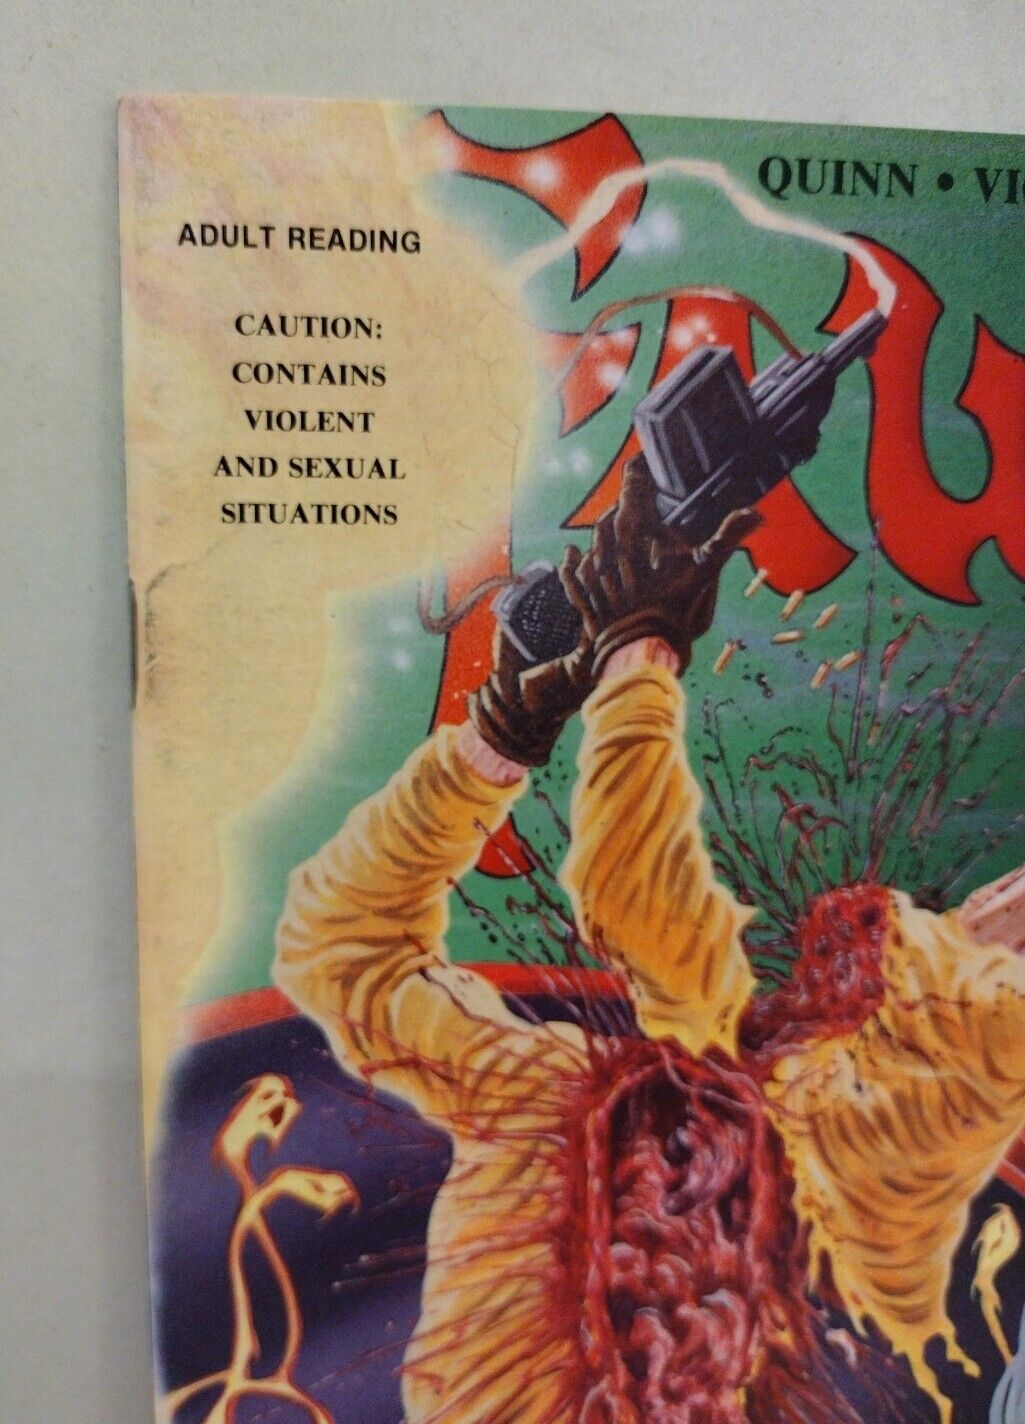 QUINN •
ADULT READING
CAUTION:
CONTAINS
VIOLENT
AND SEXUAL
SITUATIONS